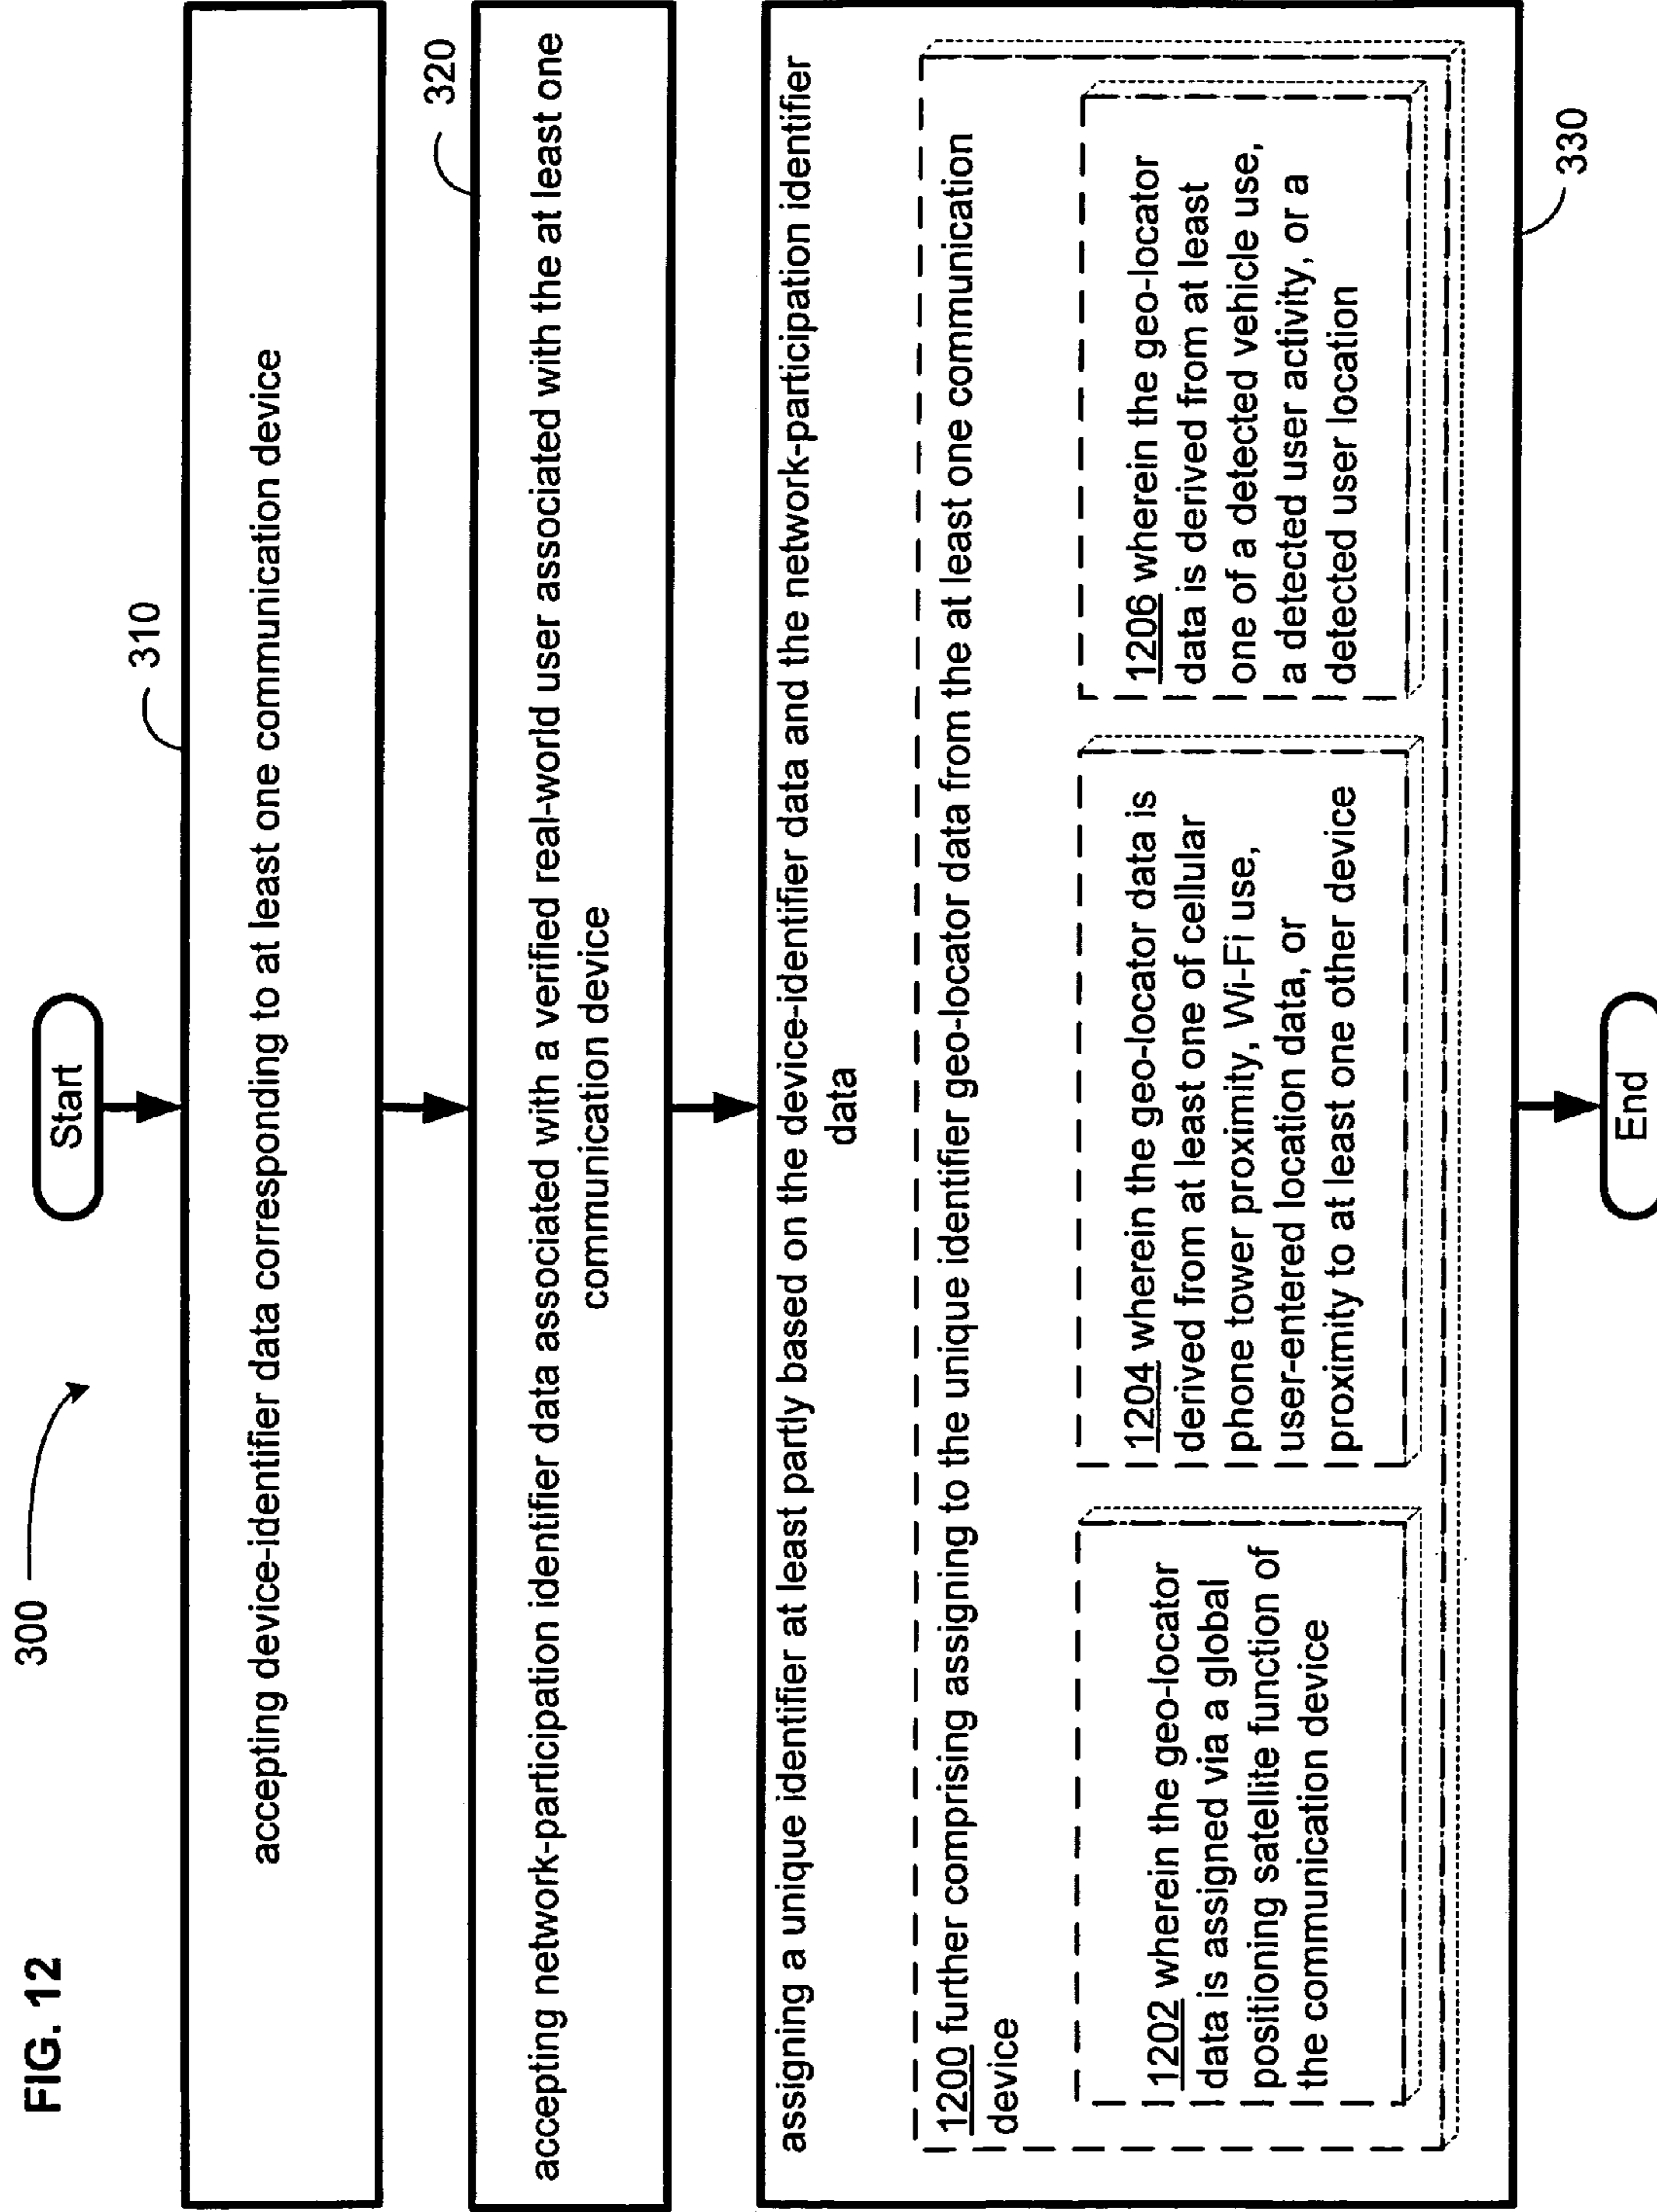 FIG. 12
300
Start
310
accepting device-identifier data corresponding to at least one communication device
320
accepting network-participation identifier data associated with a verified real-world user associated with the at least one
communication device
assigning a unique identifier at least partly based on the device-identifier data and the network-participation identifier
data
1200 further comprising assigning to the unique identifier geo-locator data from the at least one communication
device
1202 wherein the geo-locator
data is assigned via a global
positioning satellite function of
the communication device
1204 wherein the geo-locator data is
derived from at least one of cellular
phone tower proximity, Wi-Fi use,
user-entered location data, or
proximity to at least one other device
1206 wherein the geo-locator
data is derived from at least
one of a detected vehicle use,
a detected user activity, or a
detected user location
330
End